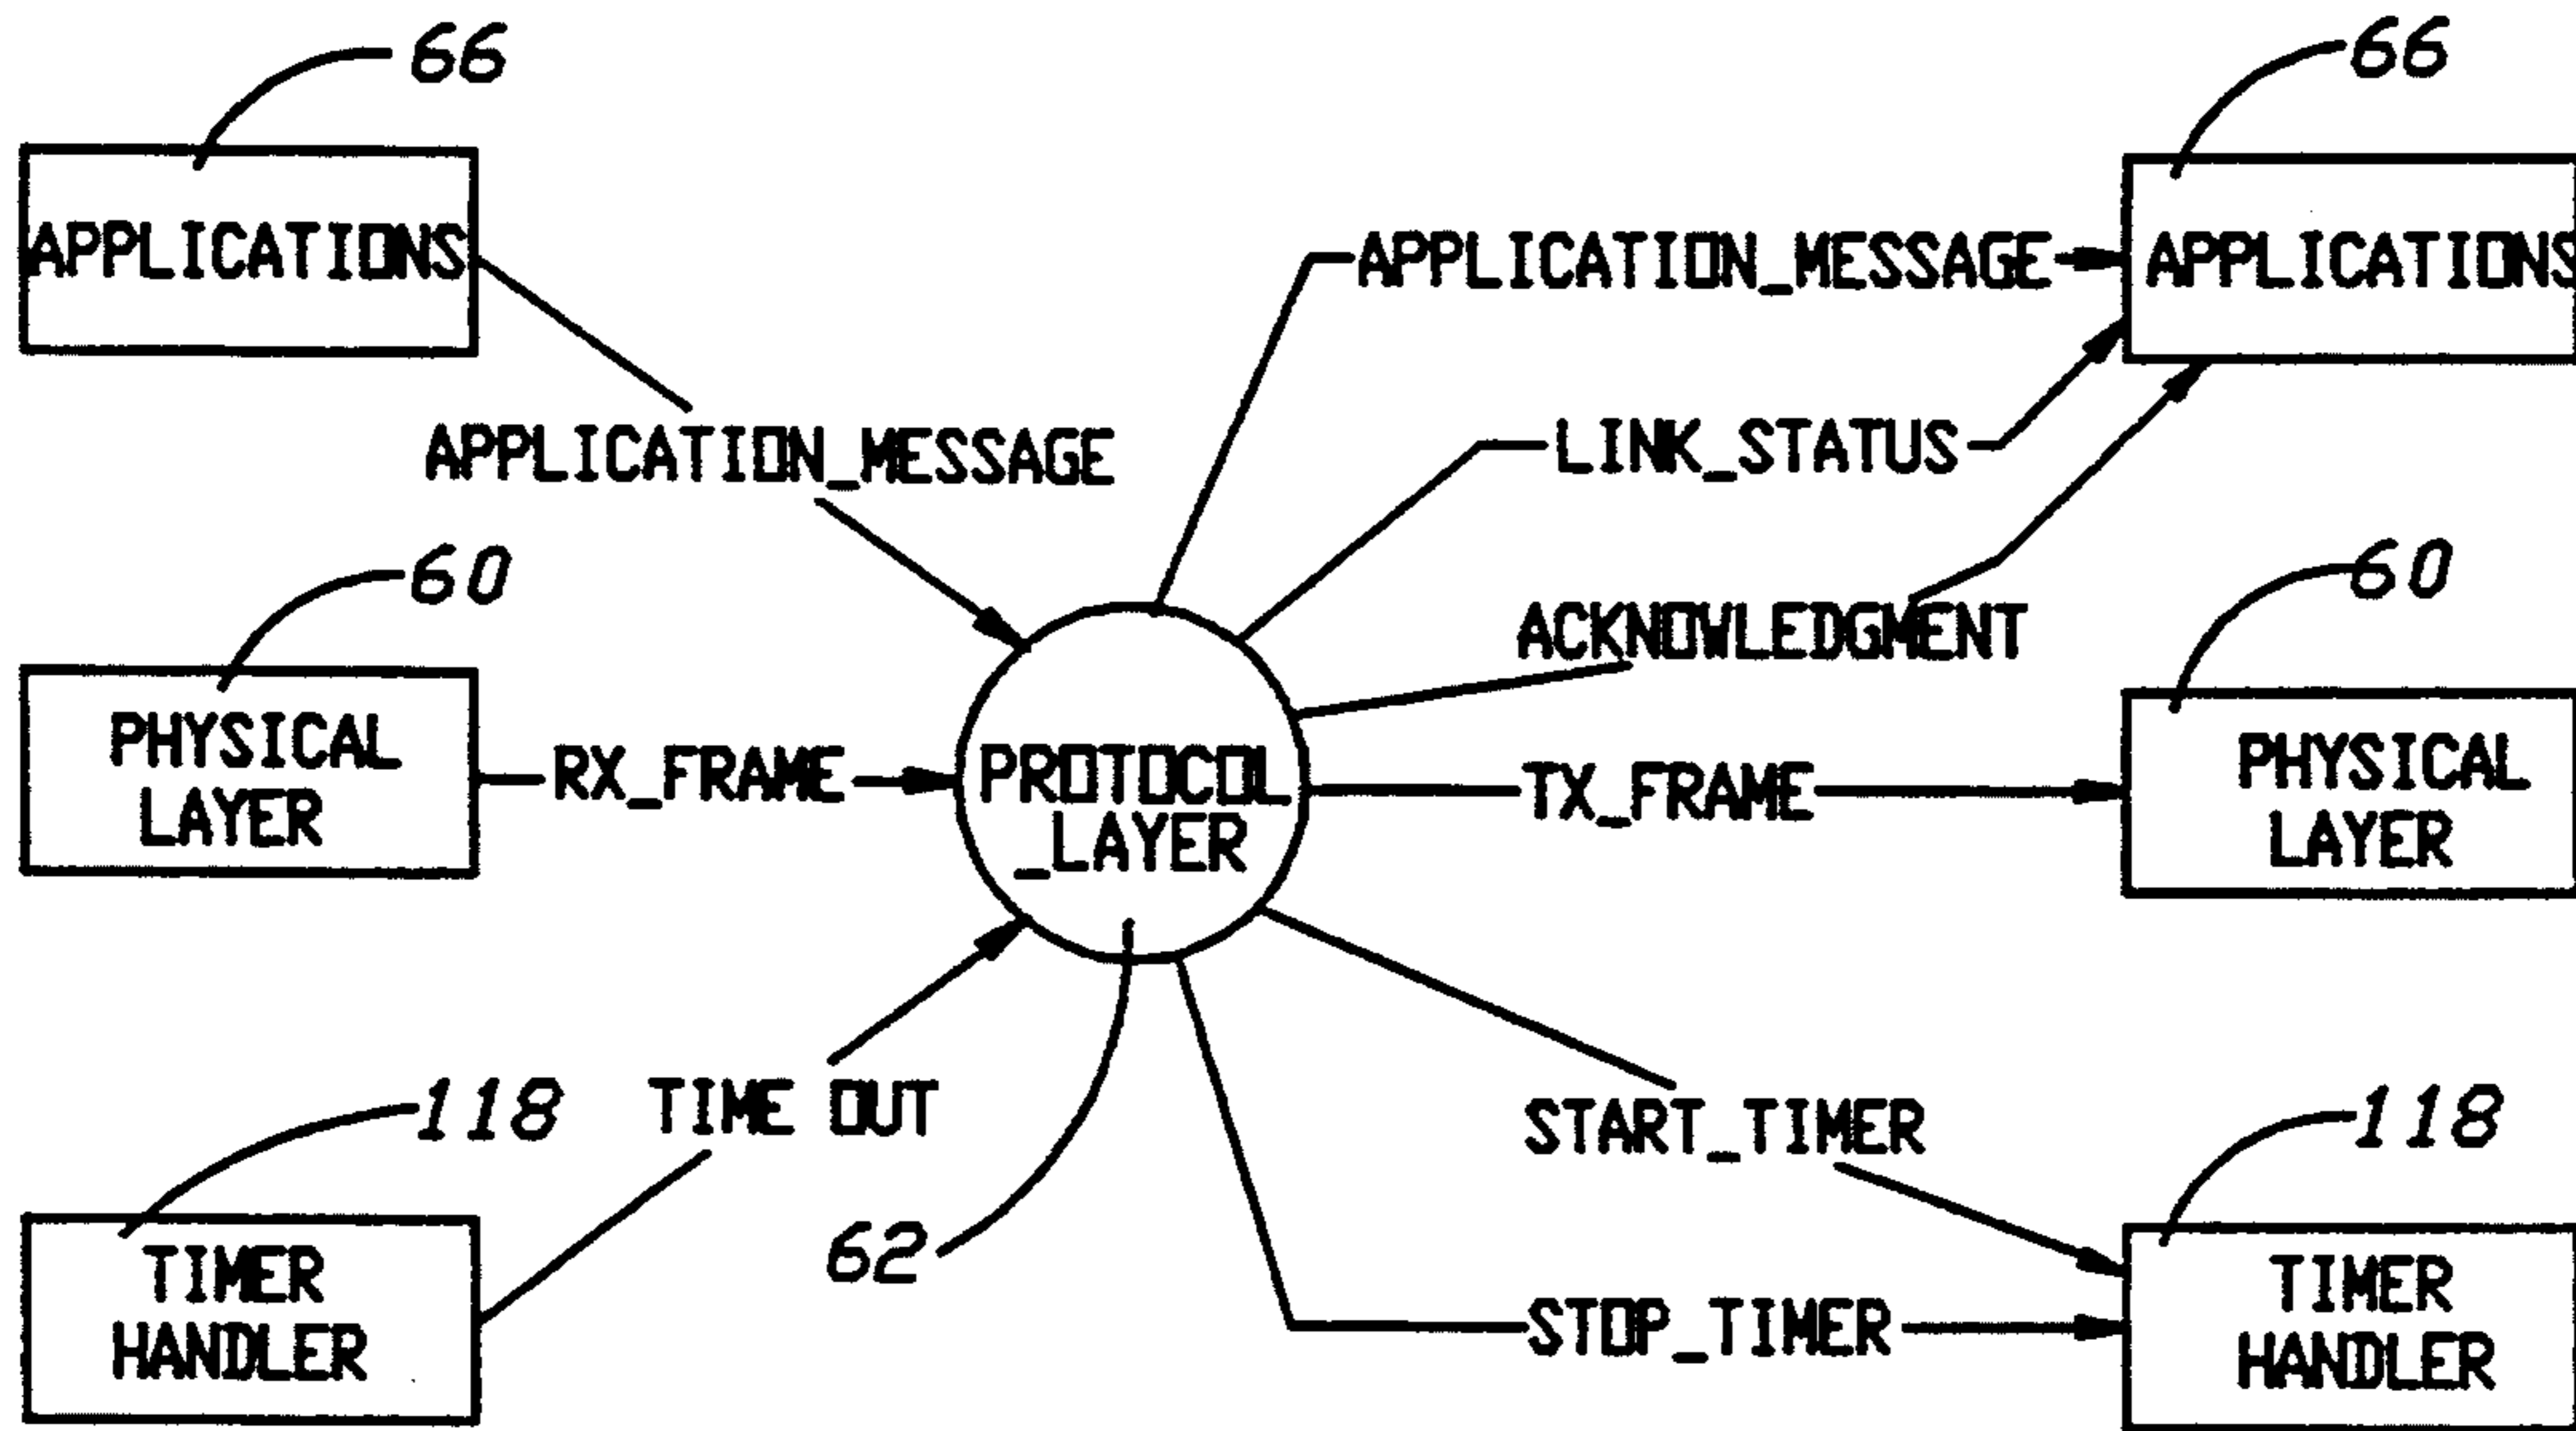 66
66
APPLICATIONS
APPLICATION_MESSAGE
APPLICATIONS
APPLICATION_MESSAGE
LINK_STATUS
60
60
ACKNOWLEDGMENT
PHYSICAL
LAYER
RX_FRAME
PROTOCOL
_LAYER
TX_FRAME
PHYSICAL
LAYER
118
TIME OUT
START_TIMER
118
62
TIMER
HANDLER
STOP_TIMER
TIMER
HANDLER